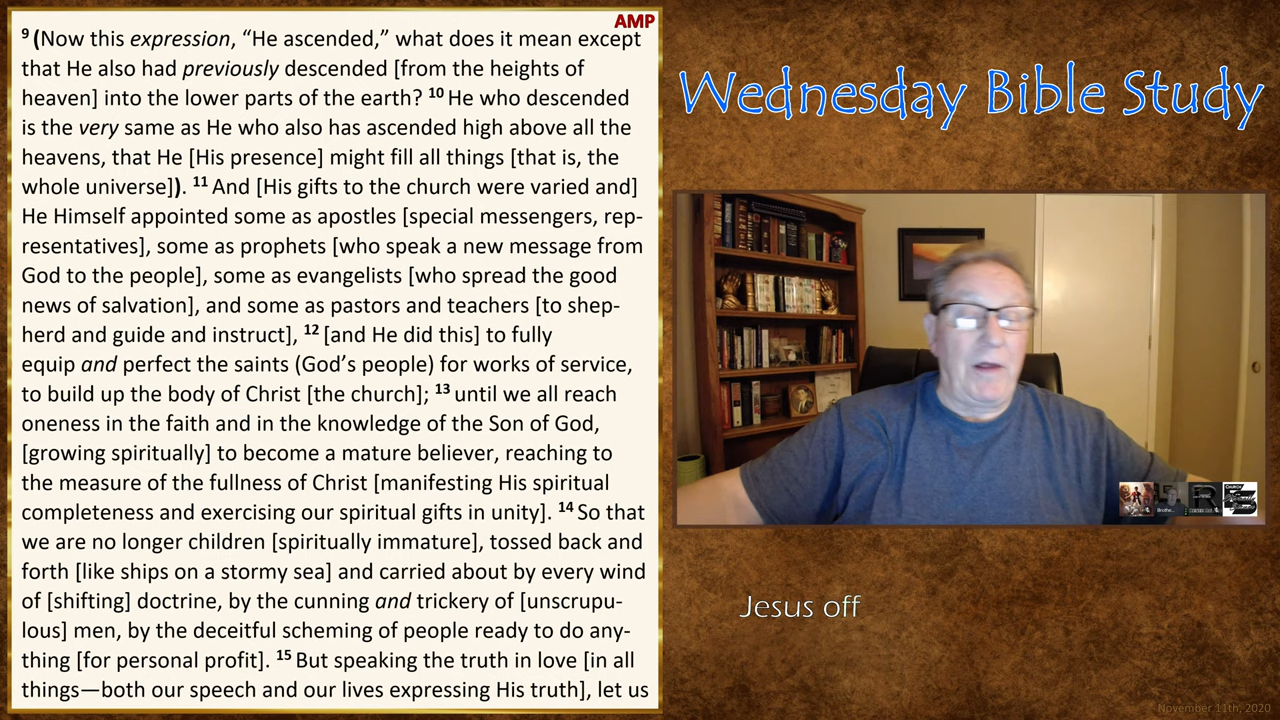 AMP
9 (Now this expression, “He ascended,” what does it mean except
that He also had previously descended [from the heights of
heaven] into the lower parts of the earth? 10 He who descended
is the very same as He who also has ascended high above all the
heavens, that He [His presence] might fill all things [that is, the
whole universe]). 11 And [His gifts to the church were varied and]
He Himself appointed some as apostles [special messengers, rep-
resentatives], some as prophets [who speak a new message from
God to the people], some as evangelists [who spread the good
news of salvation], and some as pastors and teachers [to shep-
herd and guide and instruct], 12 [and He did this] to fully
equip and perfect the saints (God’s people) for works of service,
to build up the body of Christ [the church]; 13 until we all reach
oneness in the faith and in the knowledge of the Son of God,
[growing spiritually] to become a mature believer, reaching to
the measure of the fullness of Christ [manifesting His spiritual
completeness and exercising our spiritual gifts in unity]. 14 So that
we are no longer children [spiritually immature], tossed back and
forth [like ships on a stormy sea] and carried about by every wind
of [shifting] doctrine, by the cunning and trickery of [unscrupu-
lous] men, by the deceitful scheming of people ready to do any-
thing [for personal profit]. 15 But speaking the truth in love [in all
things—both our speech and our lives expressing His truth], let us
Wednesday Bible Study
Brothe...
Jesus off
November 11th, 2020